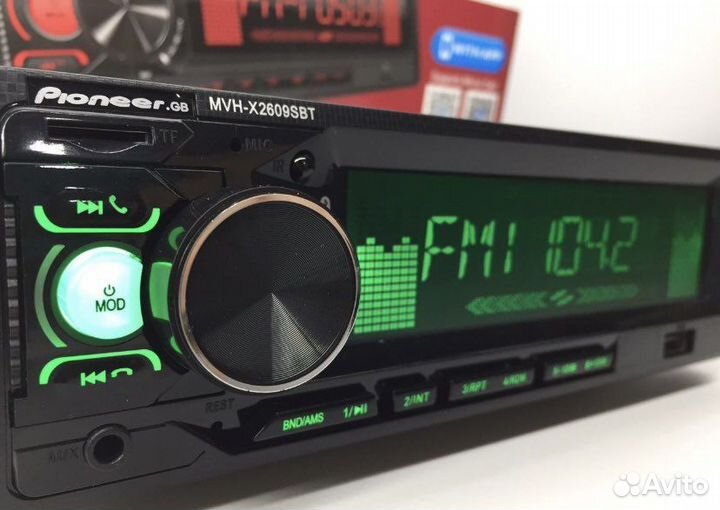 Pioneer.GB MVH-X2609SBT
TF
MIC
IR
MOD
FM1 104.2
REST
BND/AMS 1/▶|| 2/INT 3/RPT 4/RDM
AUX
Avito